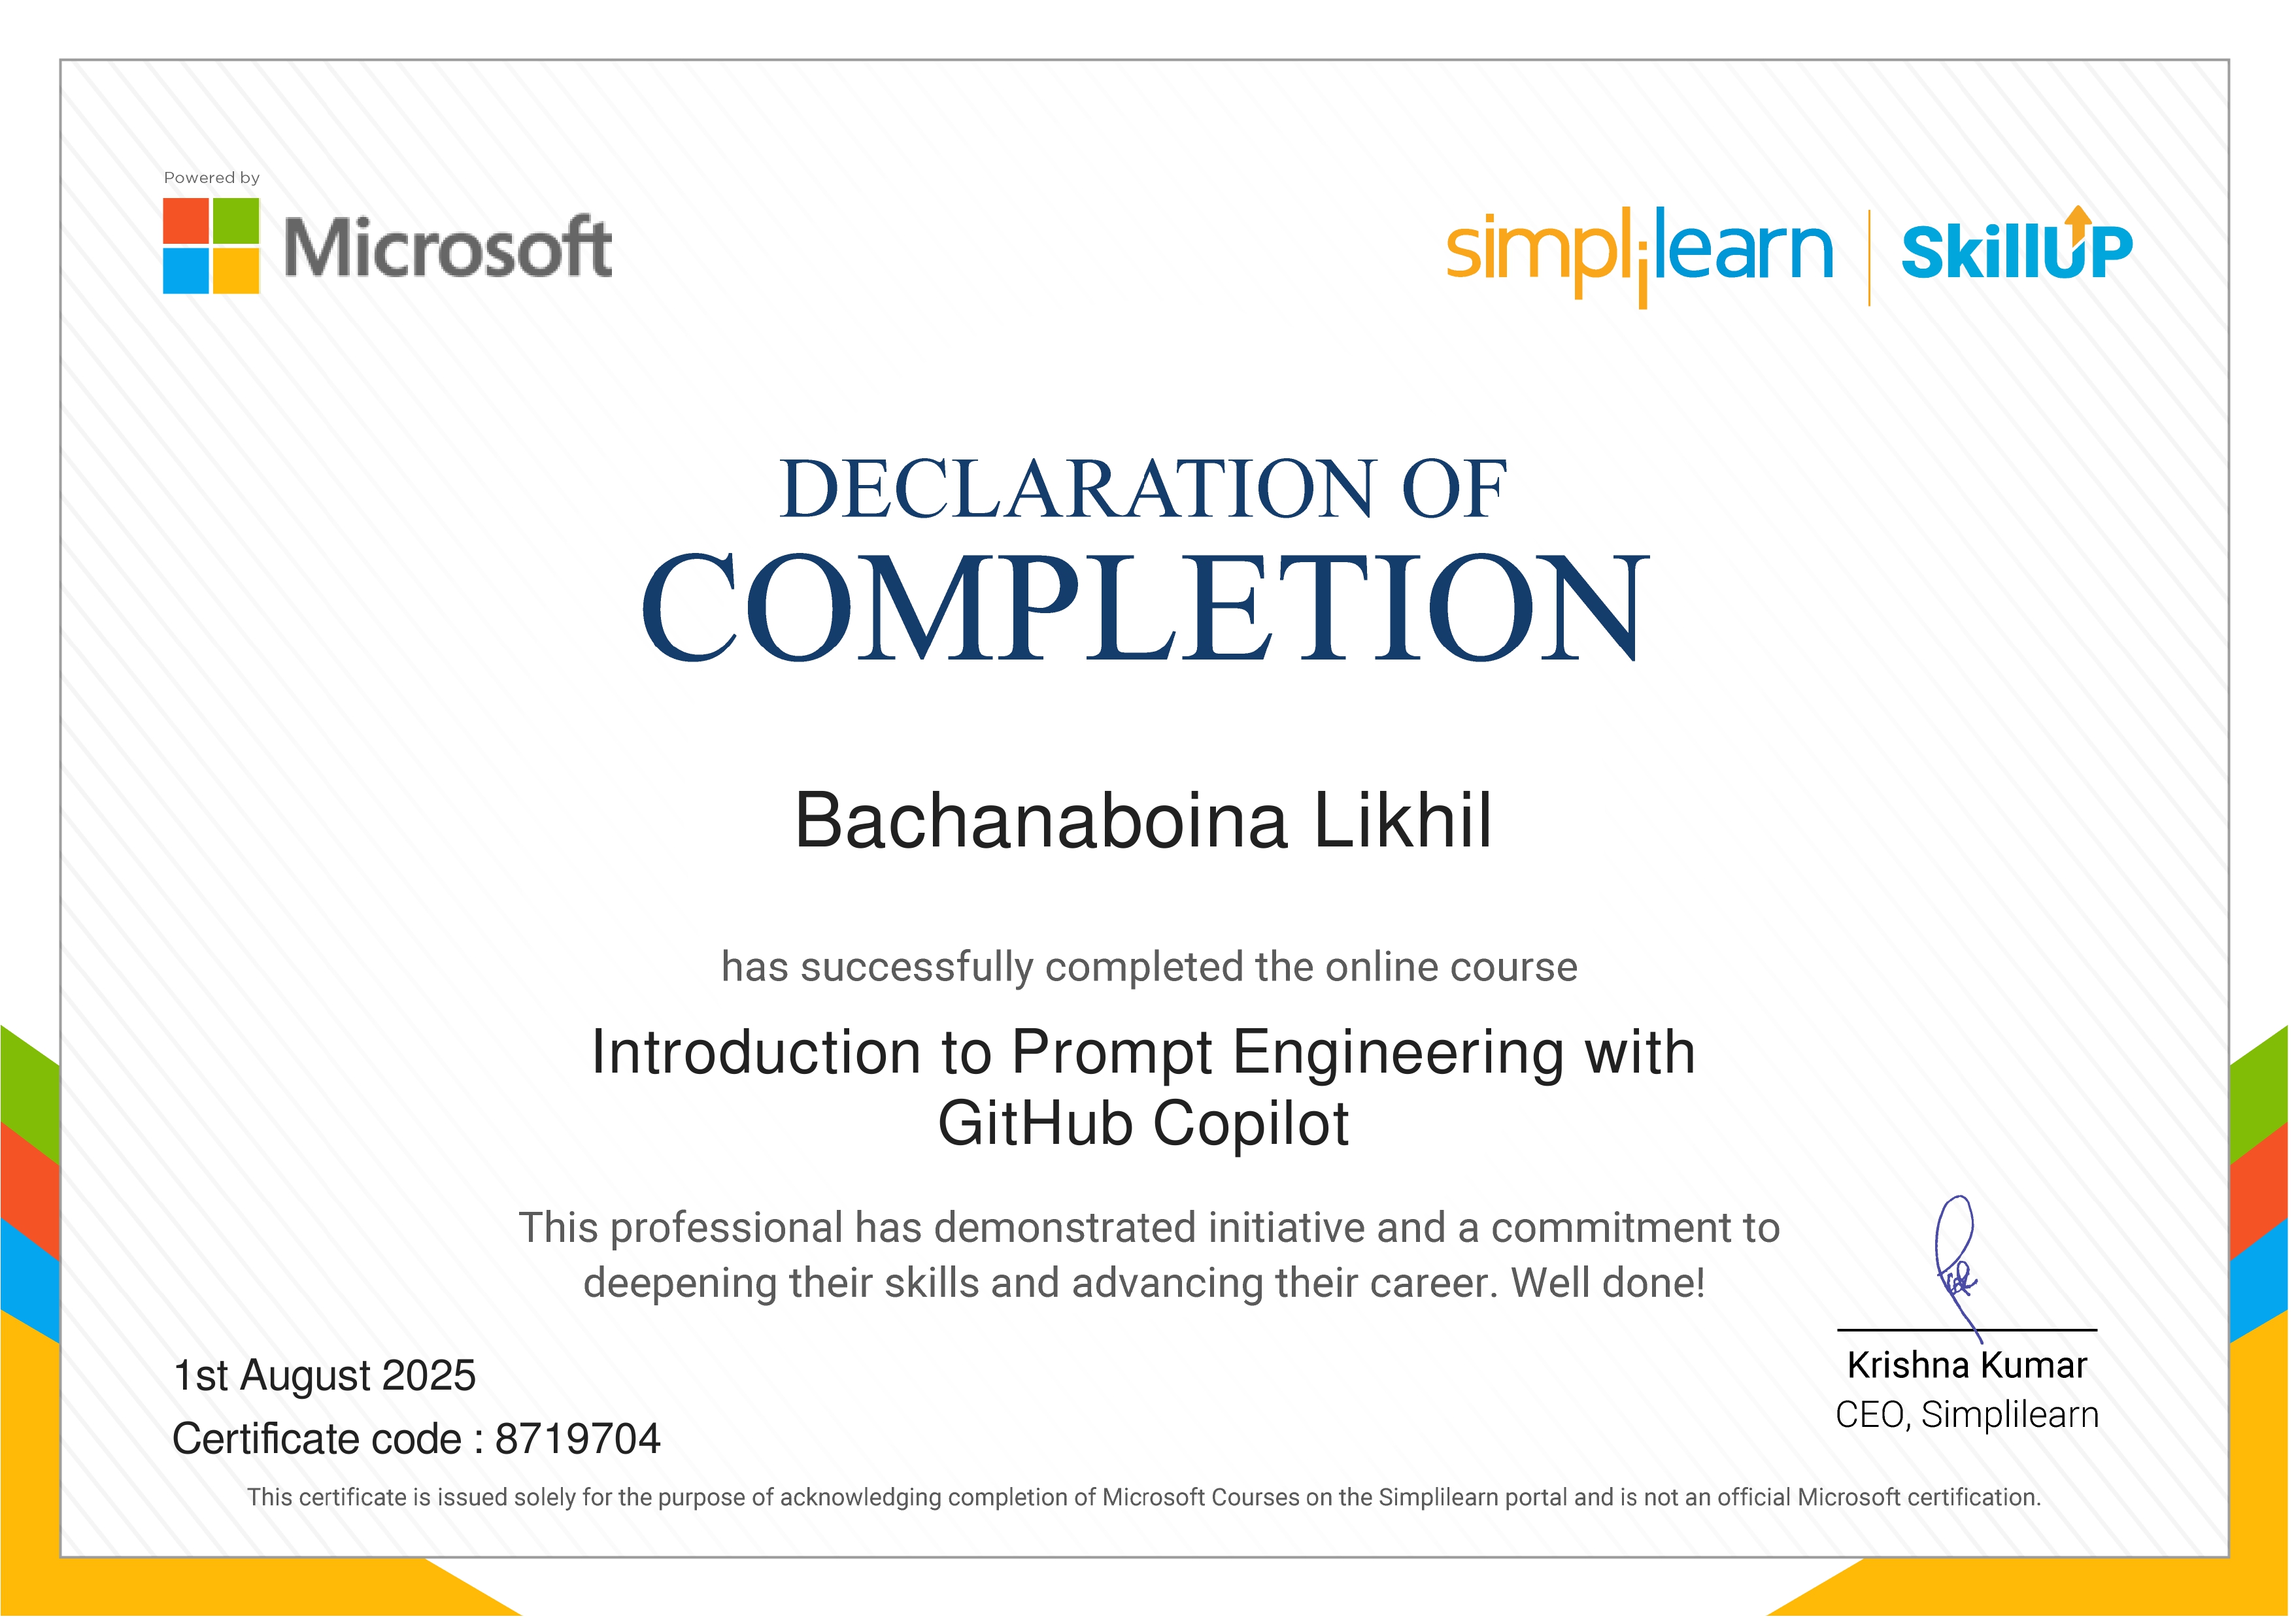 Powered by
Microsoft
simplilearn | SkillUP
DECLARATION OF
COMPLETION
Bachanaboina Likhil
has successfully completed the online course
Introduction to Prompt Engineering with
GitHub Copilot
This professional has demonstrated initiative and a commitment to
deepening their skills and advancing their career. Well done!
1st August 2025
Certificate code : 8719704
Krishna Kumar
CEO, Simplilearn
This certificate is issued solely for the purpose of acknowledging completion of Microsoft Courses on the Simplilearn portal and is not an official Microsoft certification.